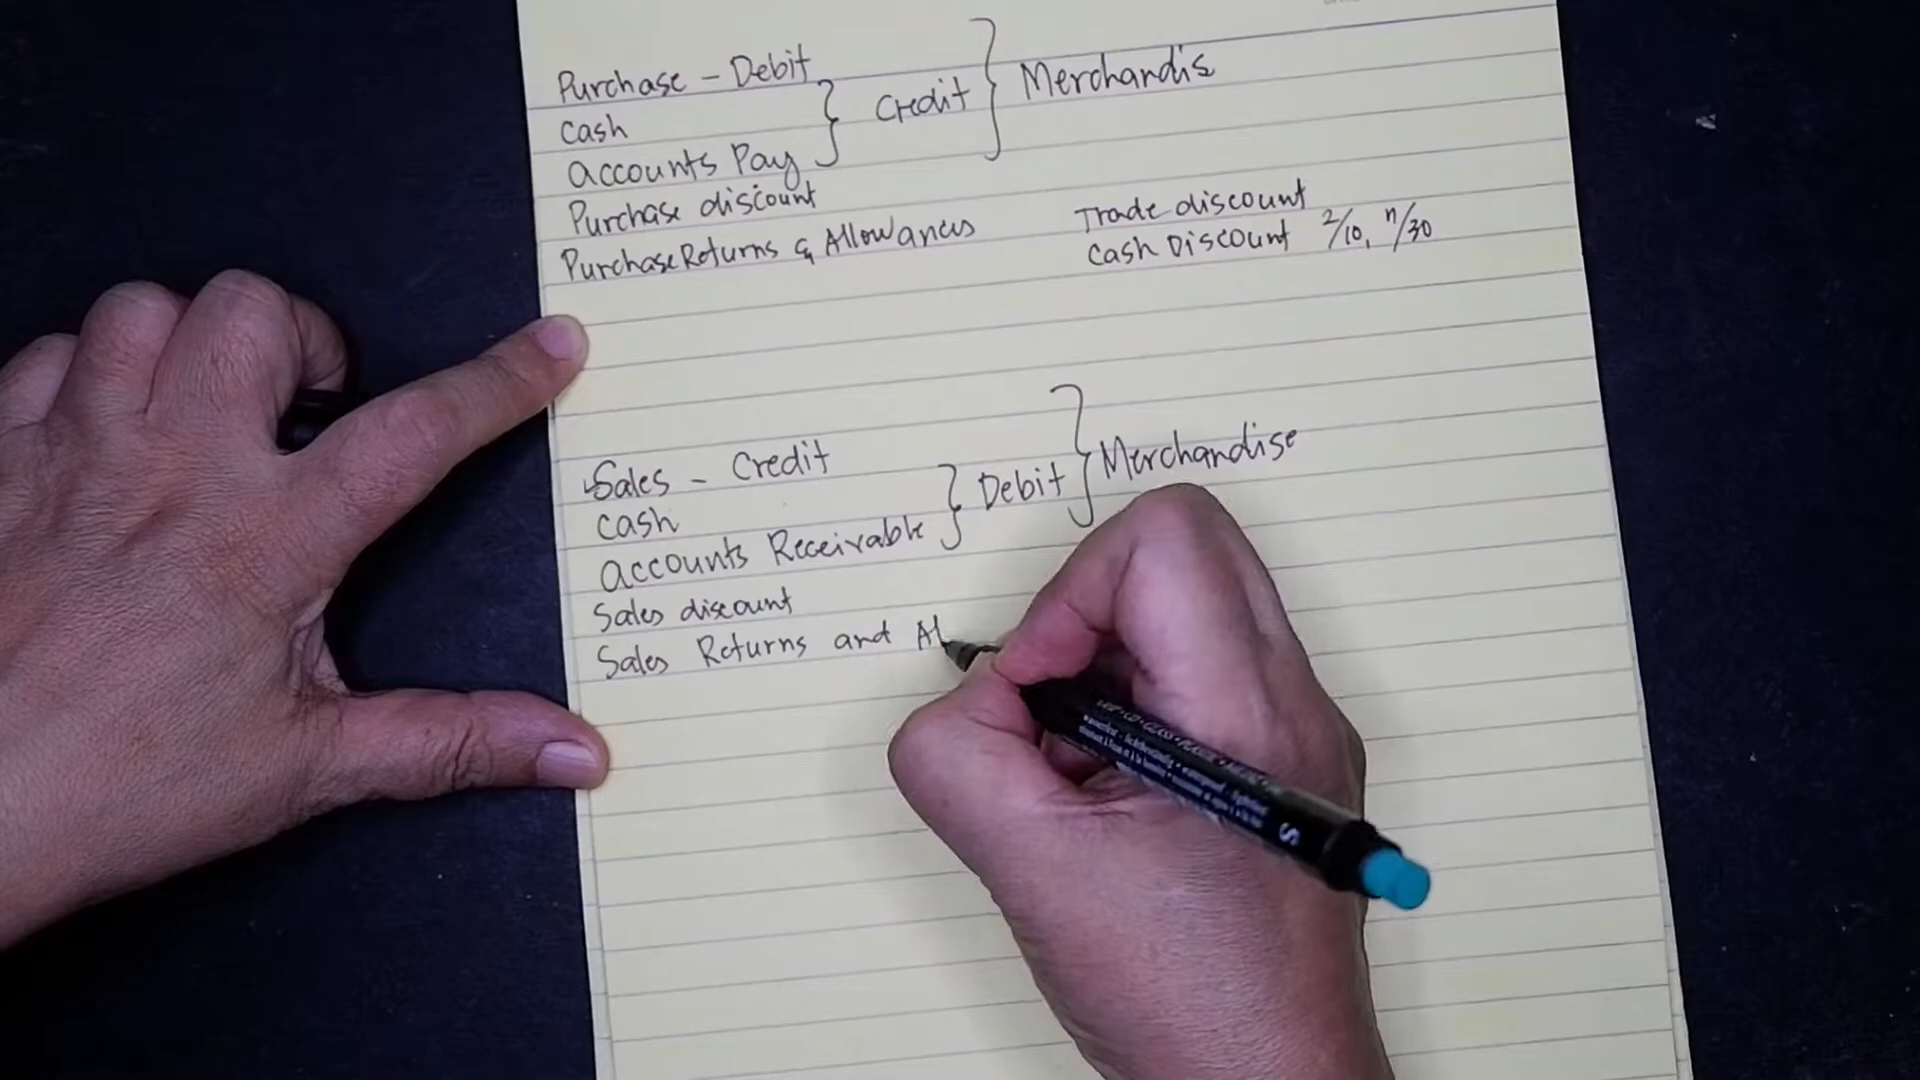 Purchase - Debit
Cash
accounts Pay
} Credit } Merchandis
Purchase discount
Purchase Returns & Allowances
Trade discount
Cash Discount 2/10, n/30
Sales - Credit
Cash
accounts Receivable
} Debit } Merchandise
Sales discount
Sales Returns and Al
S